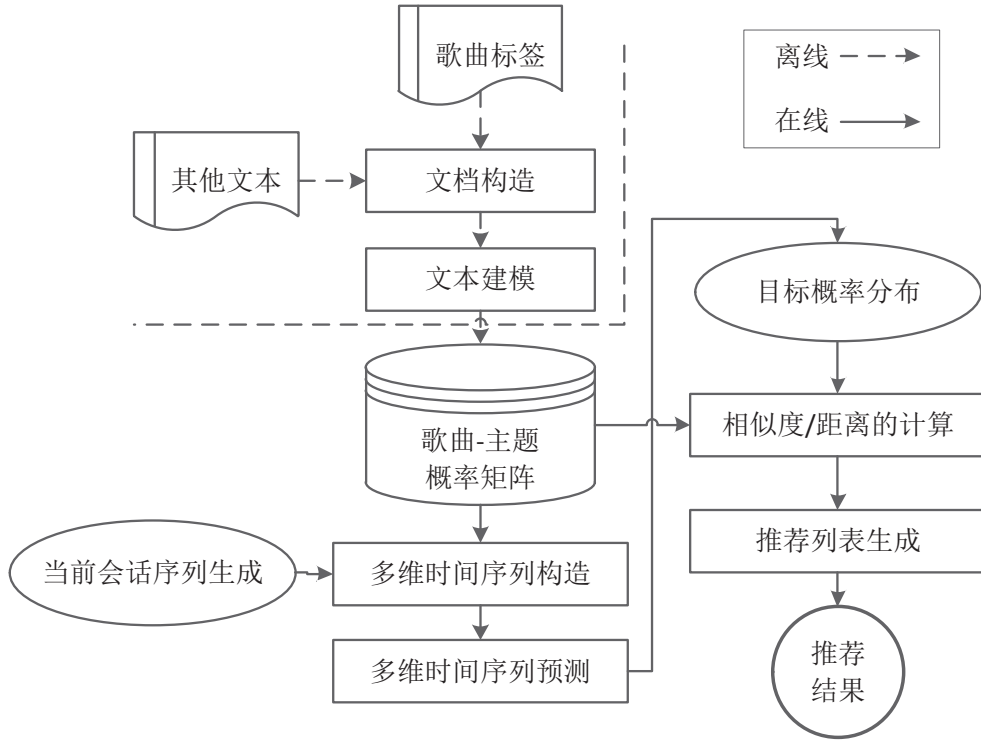 歌曲标签
离线
在线
其他文本
文档构造
文本建模
目标概率分布
歌曲-主题
概率矩阵
相似度/距离的计算
推荐列表生成
当前会话序列生成
多维时间序列构造
多维时间序列预测
推荐
结果